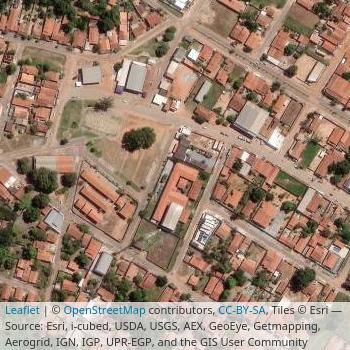 Leaflet | © OpenStreetMap contributors, CC-BY-SA, Tiles © Esri —
Source: Esri, i-cubed, USDA, USGS, AEX, GeoEye, Getmapping,
Aerogrid, IGN, IGP, UPR-EGP, and the GIS User Community